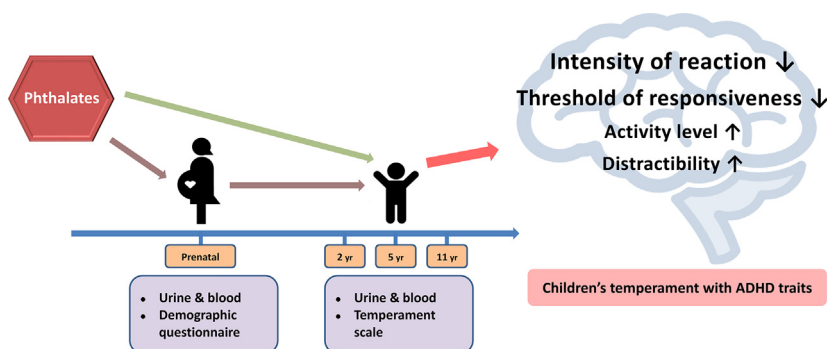 Phthalates
Intensity of reaction ↓
Threshold of responsiveness ↓
Activity level ↑
Distractibility ↑
Prenatal
2 yr
5 yr
11 yr
• Urine & blood
• Demographic
questionnaire
• Urine & blood
• Temperament
scale
Children's temperament with ADHD traits